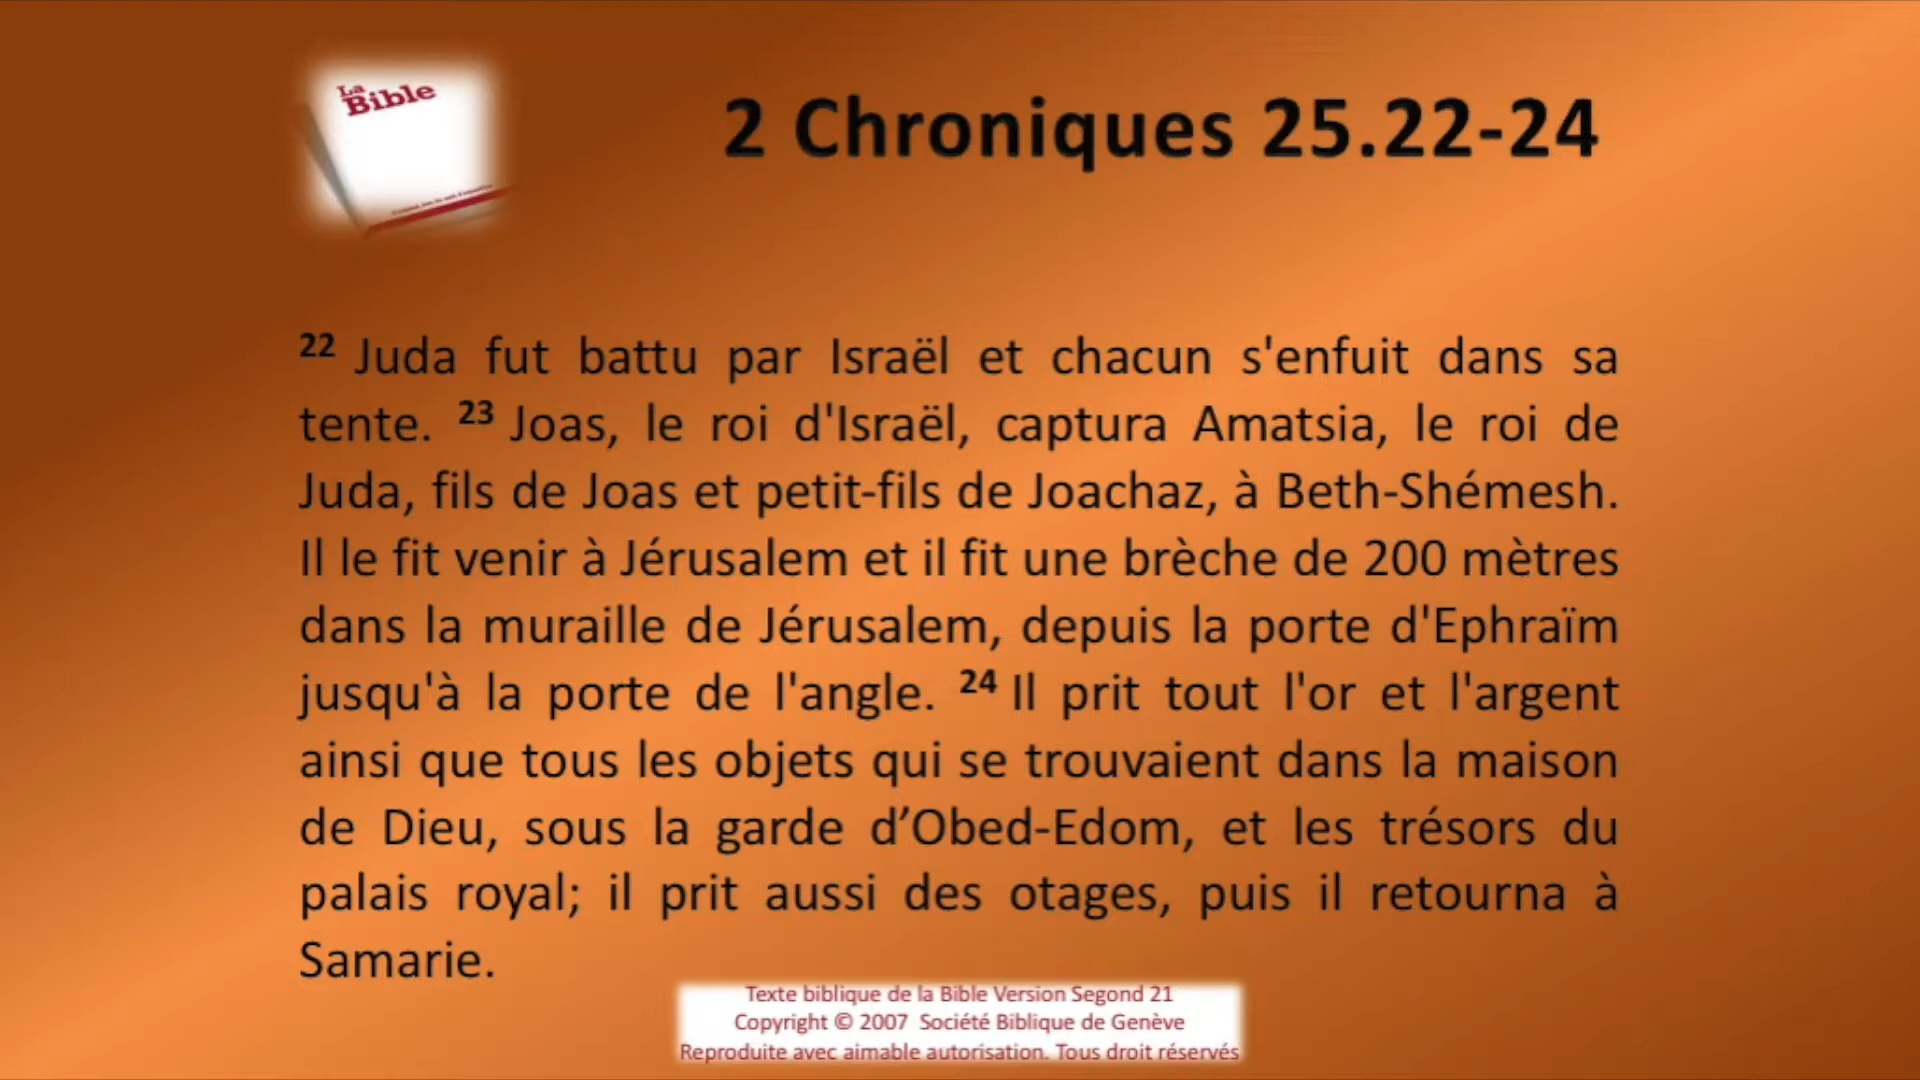 La
Bible
2 Chroniques 25.22-24
22 Juda fut battu par Israël et chacun s'enfuit dans sa
tente. 23 Joas, le roi d'Israël, captura Amatsia, le roi de
Juda, fils de Joas et petit-fils de Joachaz, à Beth-Shémesh.
Il le fit venir à Jérusalem et il fit une brèche de 200 mètres
dans la muraille de Jérusalem, depuis la porte d'Ephraïm
jusqu'à la porte de l'angle. 24 Il prit tout l'or et l'argent
ainsi que tous les objets qui se trouvaient dans la maison
de Dieu, sous la garde d’Obed-Edom, et les trésors du
palais royal; il prit aussi des otages, puis il retourna à
Samarie.
Texte biblique de la Bible Version Segond 21
Copyright © 2007 Société Biblique de Genève
Reproduite avec aimable autorisation. Tous droit réservés